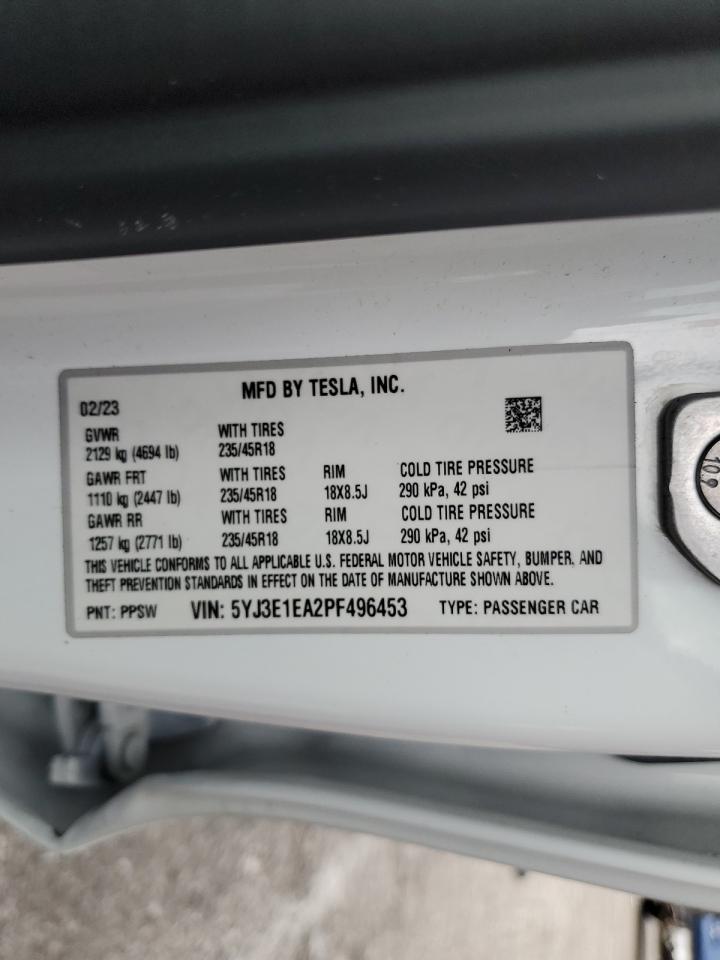 MFD BY TESLA, INC.
02/23
GVWR WITH TIRES
2129 kg (4694 lb) 235/45R18
GAWR FRT WITH TIRES RIM COLD TIRE PRESSURE
1110 kg (2447 lb) 235/45R18 18X8.5J 290 kPa, 42 psi
GAWR RR WITH TIRES RIM COLD TIRE PRESSURE
1257 kg (2771 lb) 235/45R18 18X8.5J 290 kPa, 42 psi
THIS VEHICLE CONFORMS TO ALL APPLICABLE U.S. FEDERAL MOTOR VEHICLE SAFETY, BUMPER, AND
THEFT PREVENTION STANDARDS IN EFFECT ON THE DATE OF MANUFACTURE SHOWN ABOVE.
PNT: PPSW VIN: 5YJ3E1EA2PF496453 TYPE: PASSENGER CAR
10.9